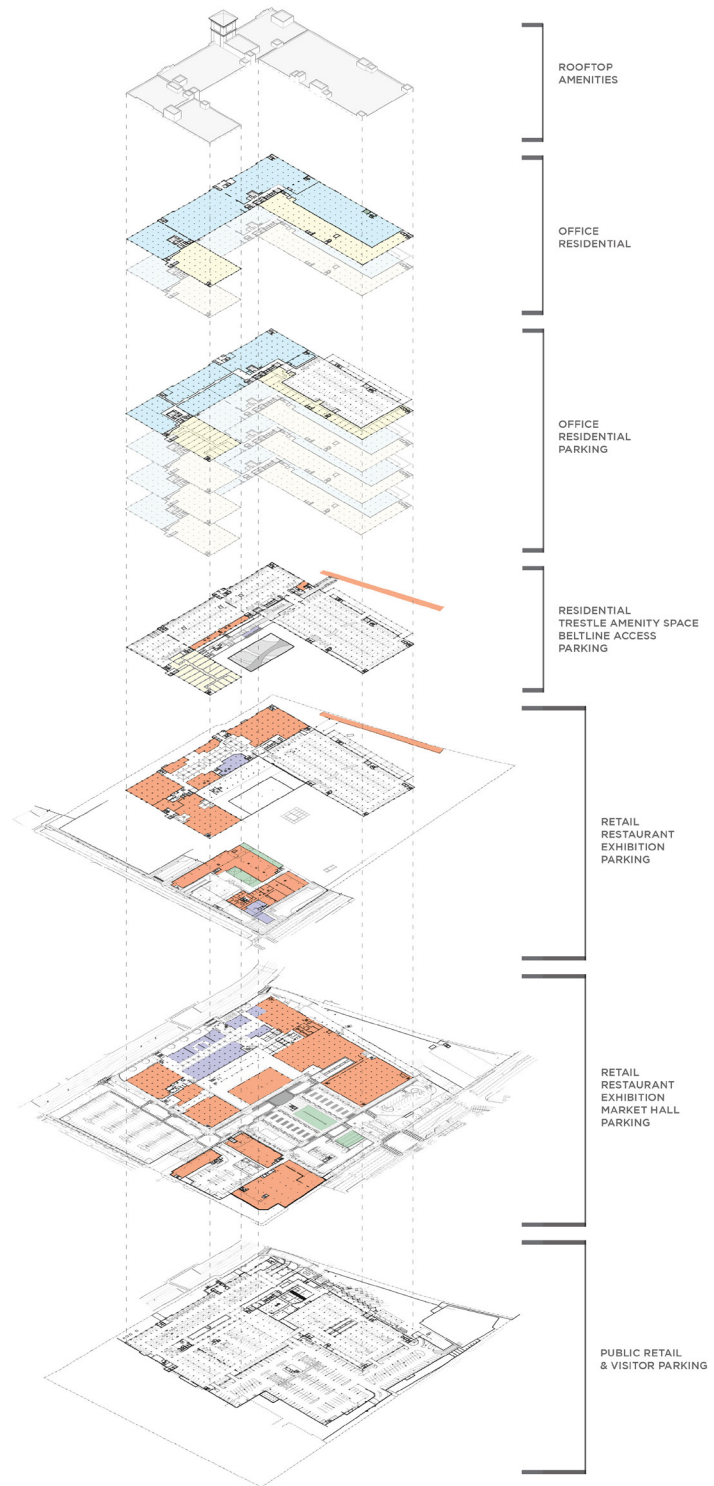 ROOFTOP
AMENITIES
OFFICE
RESIDENTIAL
OFFICE
RESIDENTIAL
PARKING
RESIDENTIAL
TRESTLE AMENITY SPACE
BELTLINE ACCESS
PARKING
RETAIL
RESTAURANT
EXHIBITION
PARKING
RETAIL
RESTAURANT
EXHIBITION
MARKET HALL
PARKING
PUBLIC RETAIL
& VISITOR PARKING